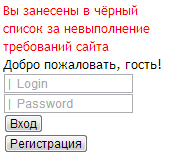 Вы занесены в чёрный
список за невыполнение
требований сайта
Добро пожаловать, гость!
| Login
| Password
Вход
Регистрация